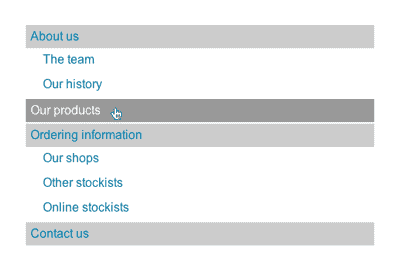 About us
The team
Our history
Our products
Ordering information
Our shops
Other stockists
Online stockists
Contact us